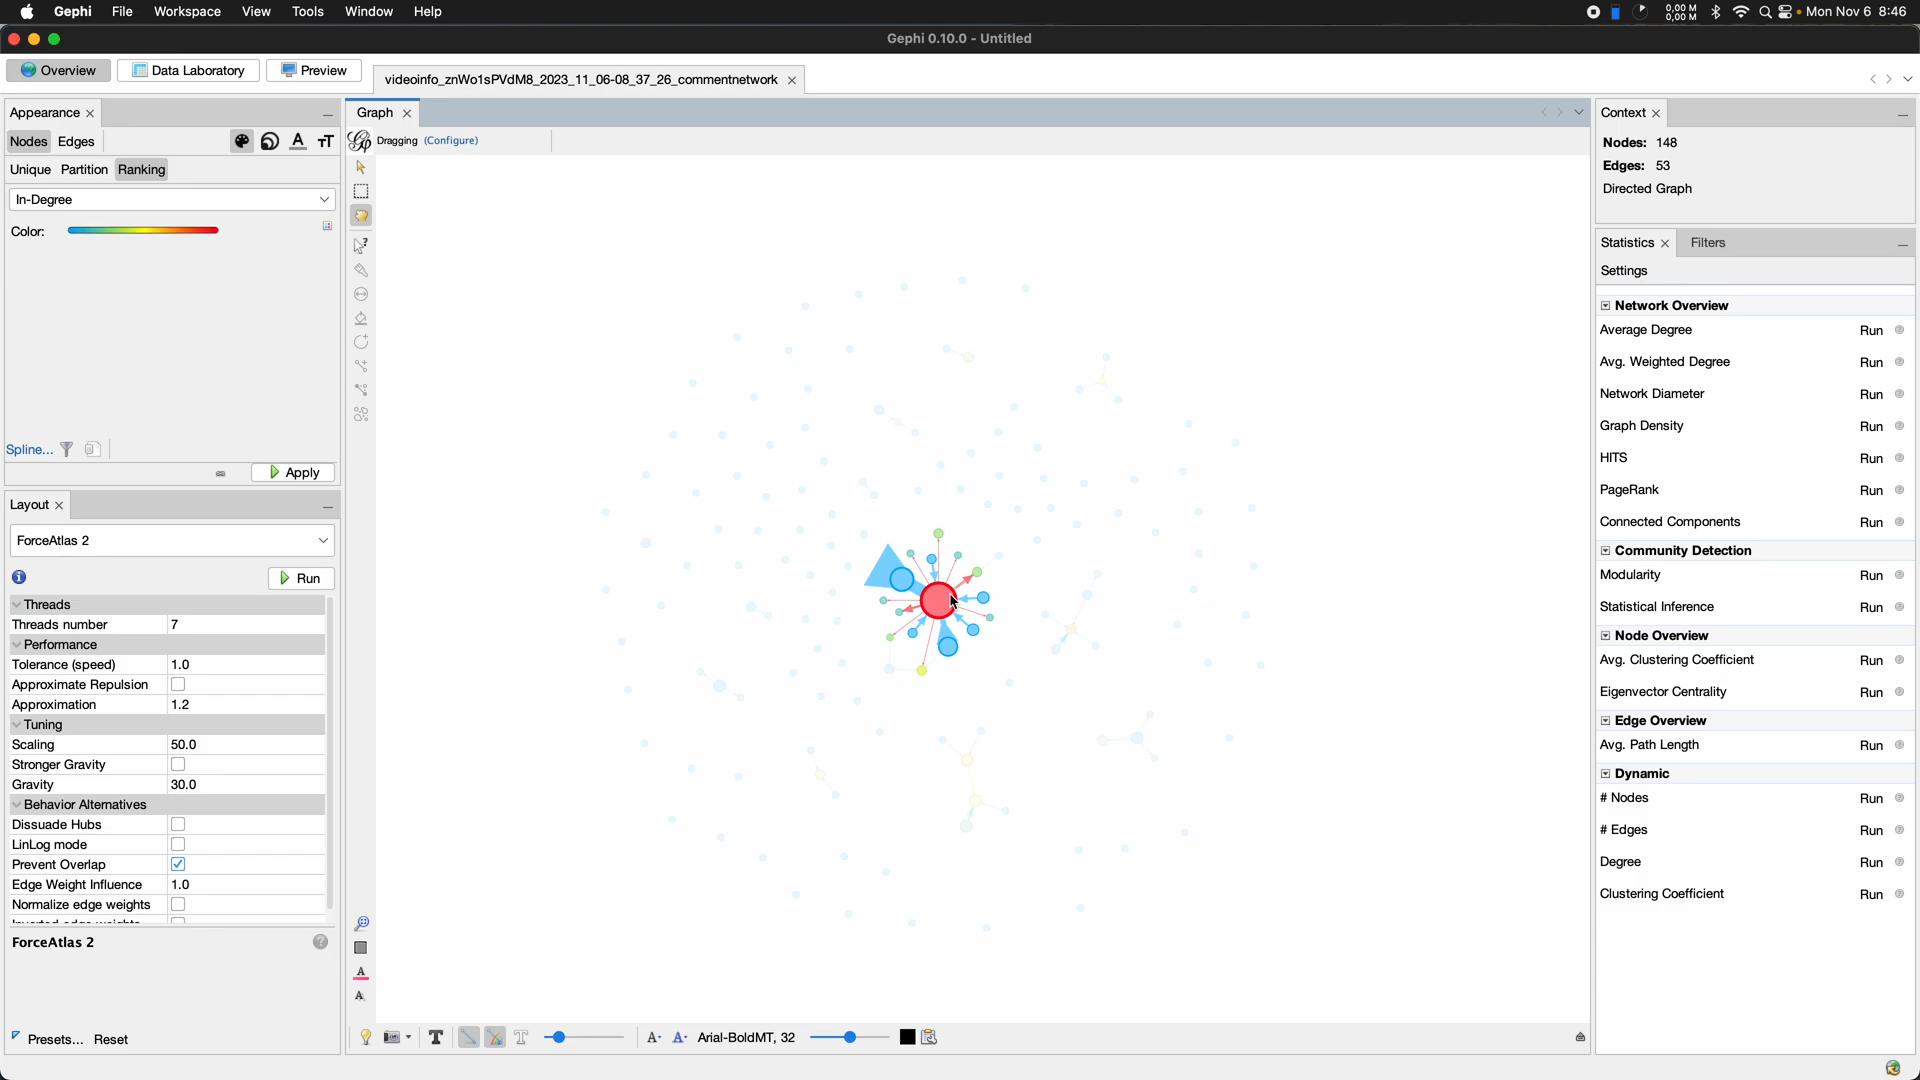 Gephi File Workspace View Tools Window Help 0,00 M 0,00 M Mon Nov 6 8:46
Gephi 0.10.0 - Untitled
Overview Data Laboratory Preview videoinfo_znWo1sPVdM8_2023_11_06-08_37_26_commentnetwork
Appearance
Nodes Edges
Unique Partition Ranking
In-Degree
Color:
Spline...
Apply
Layout
ForceAtlas 2
Run
Threads
Threads number 7
Performance
Tolerance (speed) 1.0
Approximate Repulsion
Approximation 1.2
Tuning
Scaling 50.0
Stronger Gravity
Gravity 30.0
Behavior Alternatives
Dissuade Hubs
LinLog mode
Prevent Overlap
Edge Weight Influence 1.0
Normalize edge weights
ForceAtlas 2
Presets... Reset
Graph
Dragging (Configure)
Arial-BoldMT, 32
Context
Nodes: 148
Edges: 53
Directed Graph
Statistics Filters
Settings
Network Overview
Average Degree Run
Avg. Weighted Degree Run
Network Diameter Run
Graph Density Run
HITS Run
PageRank Run
Connected Components Run
Community Detection
Modularity Run
Statistical Inference Run
Node Overview
Avg. Clustering Coefficient Run
Eigenvector Centrality Run
Edge Overview
Avg. Path Length Run
Dynamic
# Nodes Run
# Edges Run
Degree Run
Clustering Coefficient Run